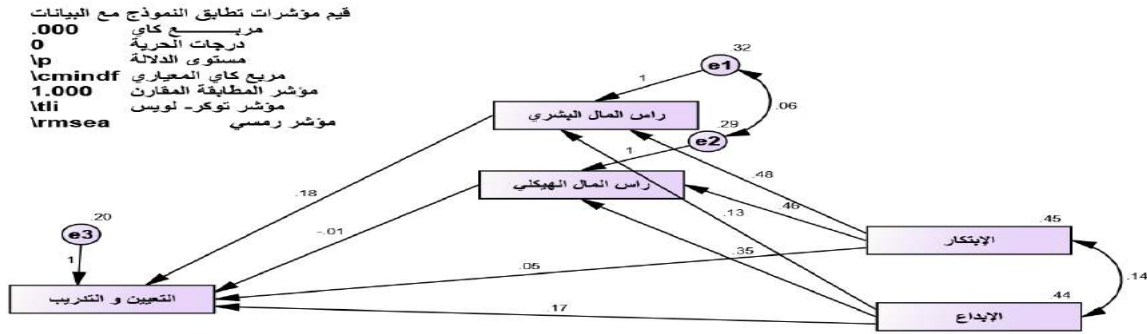 قيم مؤشرات تطابق النموذج مع البيانات
مربـــــــع كاي .000
درجات الحرية 0
مستوى الدلالة \p
مربع كاي المعياري \cmindf
مؤشر المطابقة المقارن 1.000
مؤشر توكر- لويس \tli
مؤشر رمسي \rmsea
.32
e1
1
.06
راس المال البشري
.29
e2
1
راس المال الهيكلي
.48
.46
.13
.18
-.01
.35
.20
e3
1
.45
الإبتكار
.14
.05
.44
الإبداع
.17
التعيين و التدريب